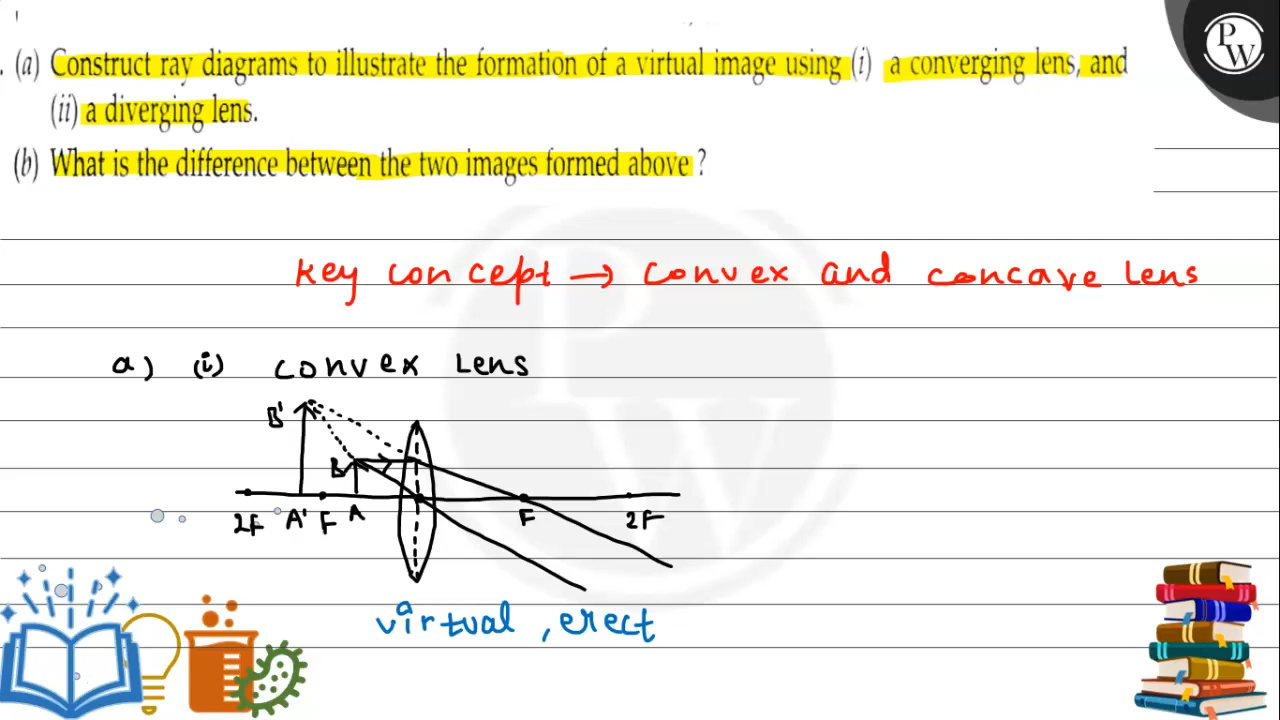 . (a) Construct ray diagrams to illustrate the formation of a virtual image using (i) a converging lens, and
(ii) a diverging lens.
(b) What is the difference between the two images formed above ?
PW
Key concept → convex and concave lens
a) (i) convex lens
B'
B
2F A' F A F 2F
virtual, erect
PW